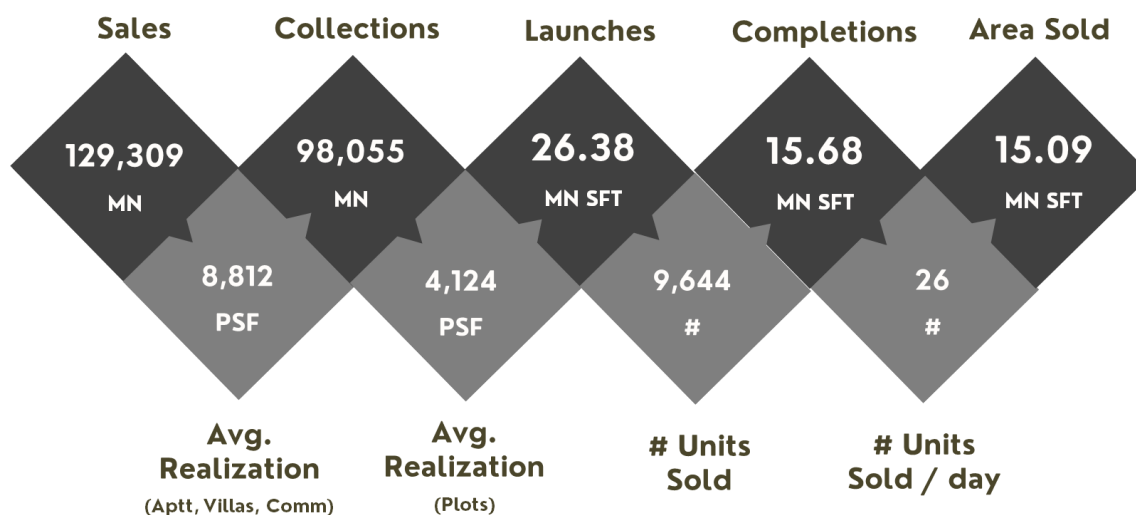 Sales
Collections
Launches
Completions
Area Sold
129,309
MN
98,055
MN
26.38
MN SFT
15.68
MN SFT
15.09
MN SFT
8,812
PSF
4,124
PSF
9,644
#
26
#
Avg.
Realization
(Aptt, Villas, Comm)
Avg.
Realization
(Plots)
# Units
Sold
# Units
Sold / day